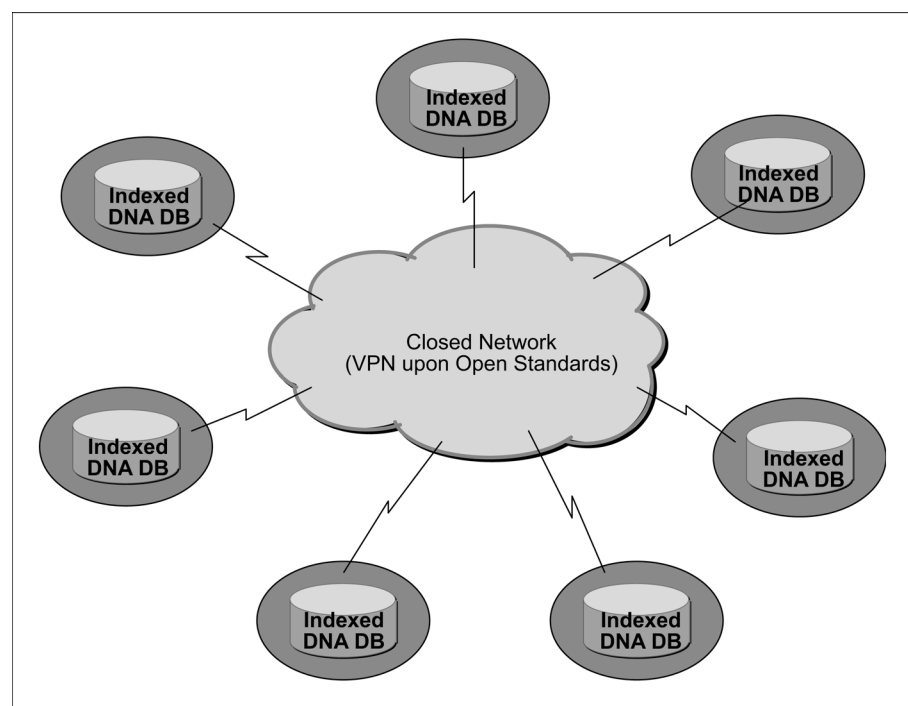 Indexed
DNA DB
Indexed
DNA DB
Indexed
DNA DB
Closed Network
(VPN upon Open Standards)
Indexed
DNA DB
Indexed
DNA DB
Indexed
DNA DB
Indexed
DNA DB